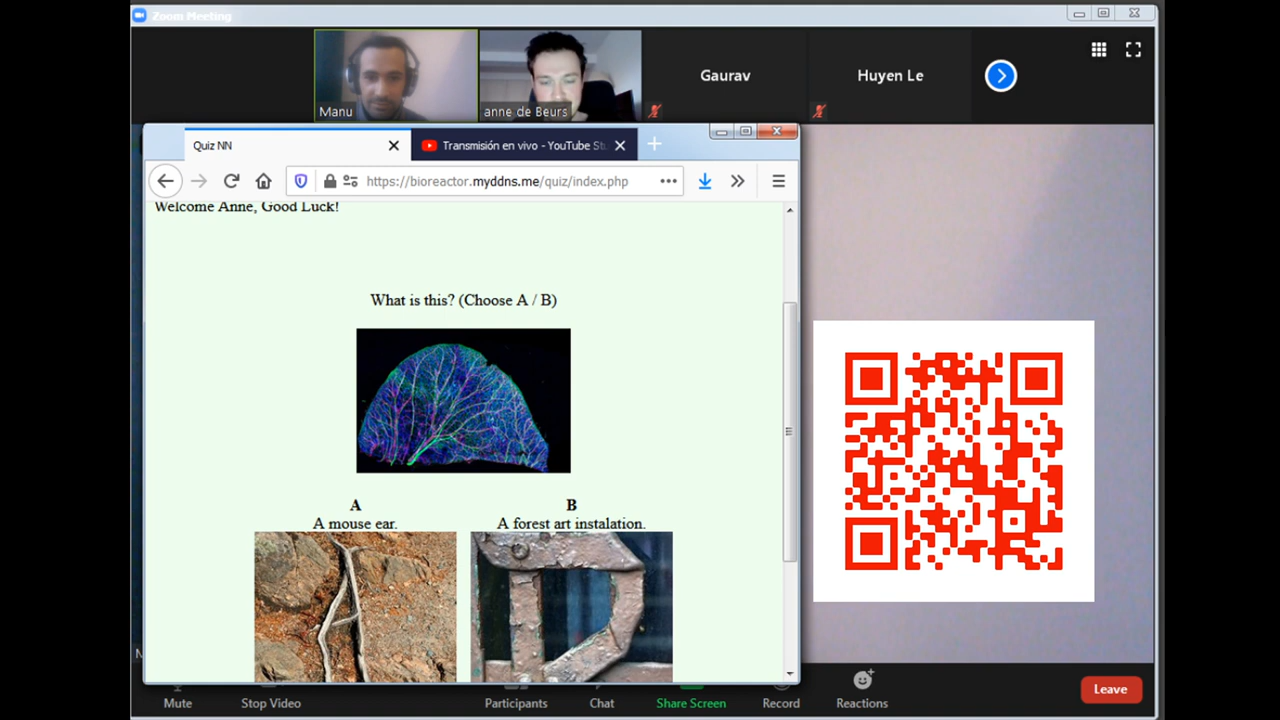 Zoom Meeting
Manu
anne de Beurs
Gaurav
Huyen Le
Quiz NN
Transmisión en vivo - YouTube St
https://bioreactor.myddns.me/quiz/index.php
Welcome Anne, Good Luck!
What is this? (Choose A / B)
A
B
A mouse ear.
A forest art instalation.
Mute
Stop Video
Participants
Chat
Share Screen
Record
Reactions
Leave